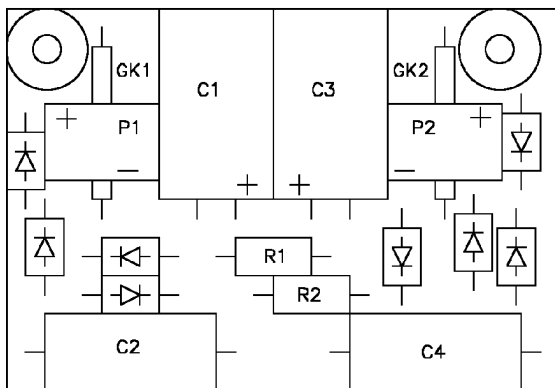 GK1
C1
C3
GK2
+
P1
−
P2
+
−
+
+
R1
R2
C2
C4